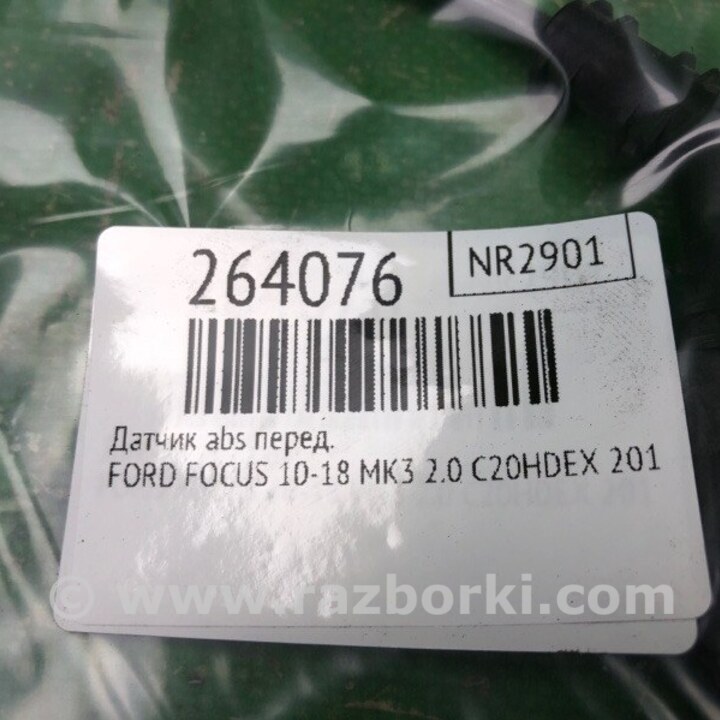 264076
NR2901
Датчик abs перед.
FORD FOCUS 10-18 MK3 2.0 C20HDEX 201
© www.razborki.com